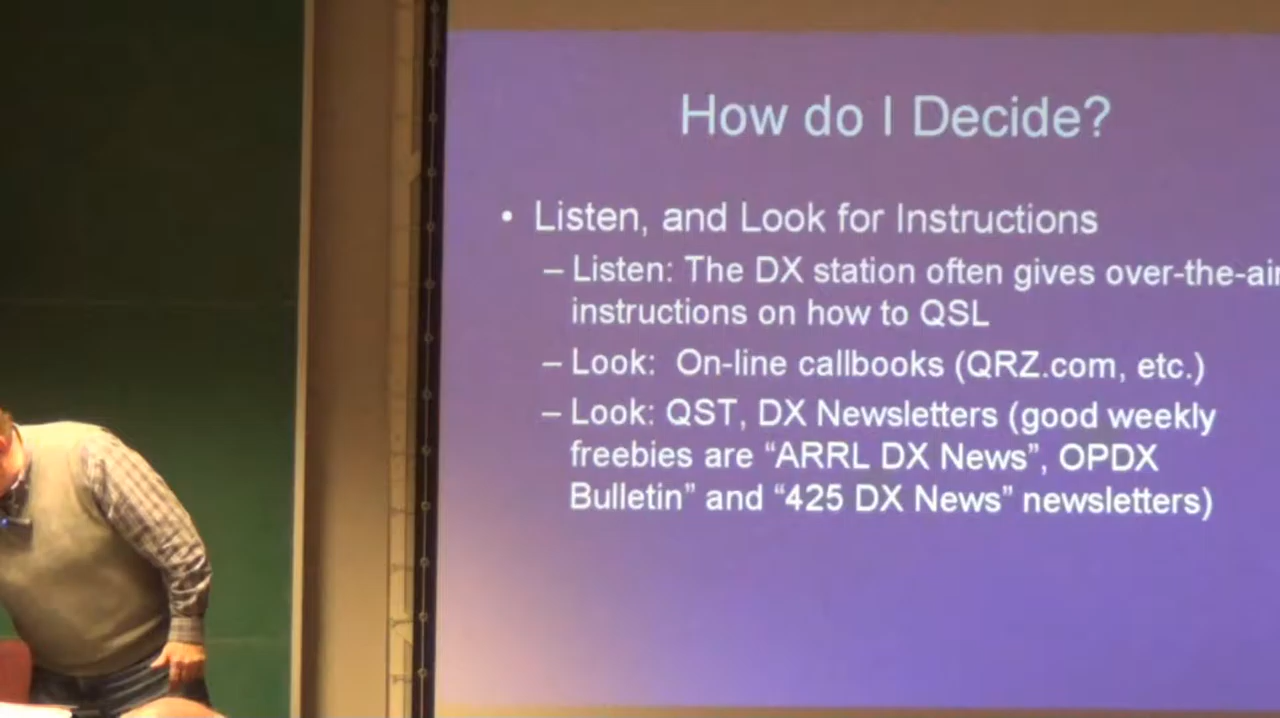 How do I Decide?
• Listen, and Look for Instructions
– Listen: The DX station often gives over-the-air
instructions on how to QSL
– Look:  On-line callbooks (QRZ.com, etc.)
– Look: QST, DX Newsletters (good weekly
freebies are “ARRL DX News”, OPDX
Bulletin” and “425 DX News” newsletters)